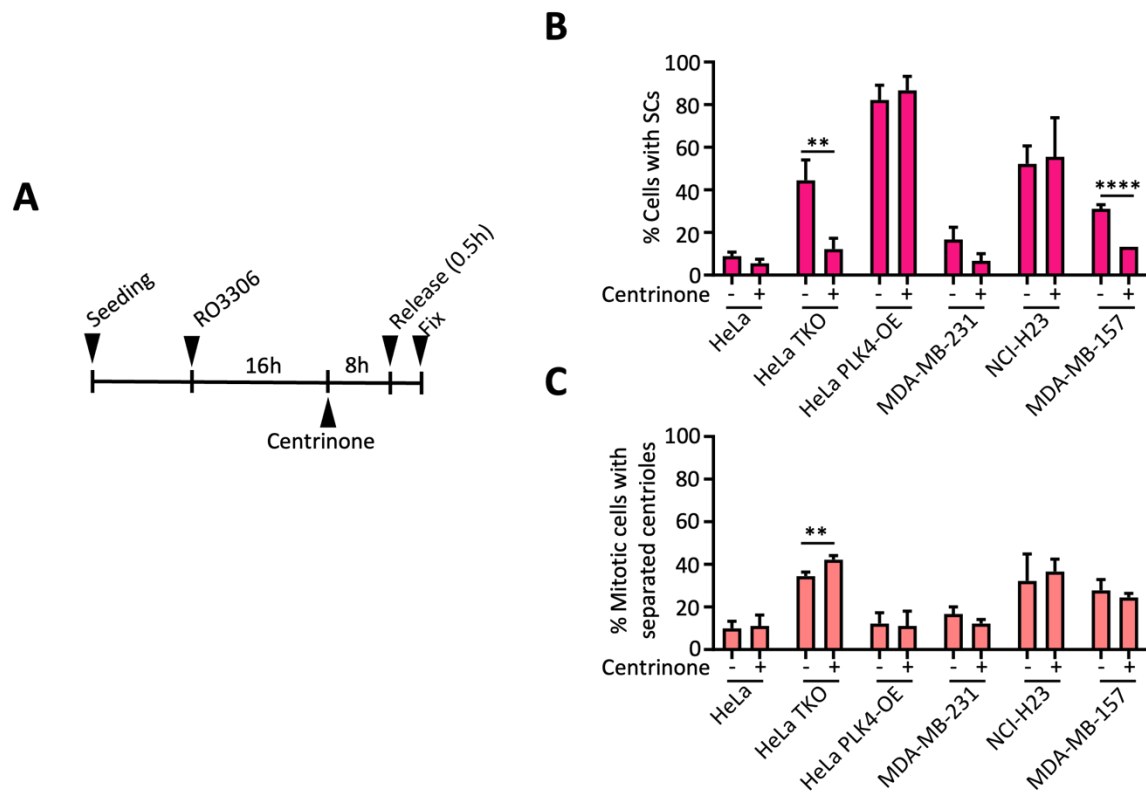 A
Seeding
RO3306
Release (0.5h)
Fix
16h
8h
Centrinone
B
% Cells with SCs
100
80
60
40
20
0
**
****
Centrinone - + - + - + - + - + - +
HeLa
HeLa TKO
HeLa PLK4-OE
MDA-MB-231
NCI-H23
MDA-MB-157
C
% Mitotic cells with
separated centrioles
100
80
60
40
20
0
**
Centrinone - + - + - + - + - + - +
HeLa
HeLa TKO
HeLa PLK4-OE
MDA-MB-231
NCI-H23
MDA-MB-157